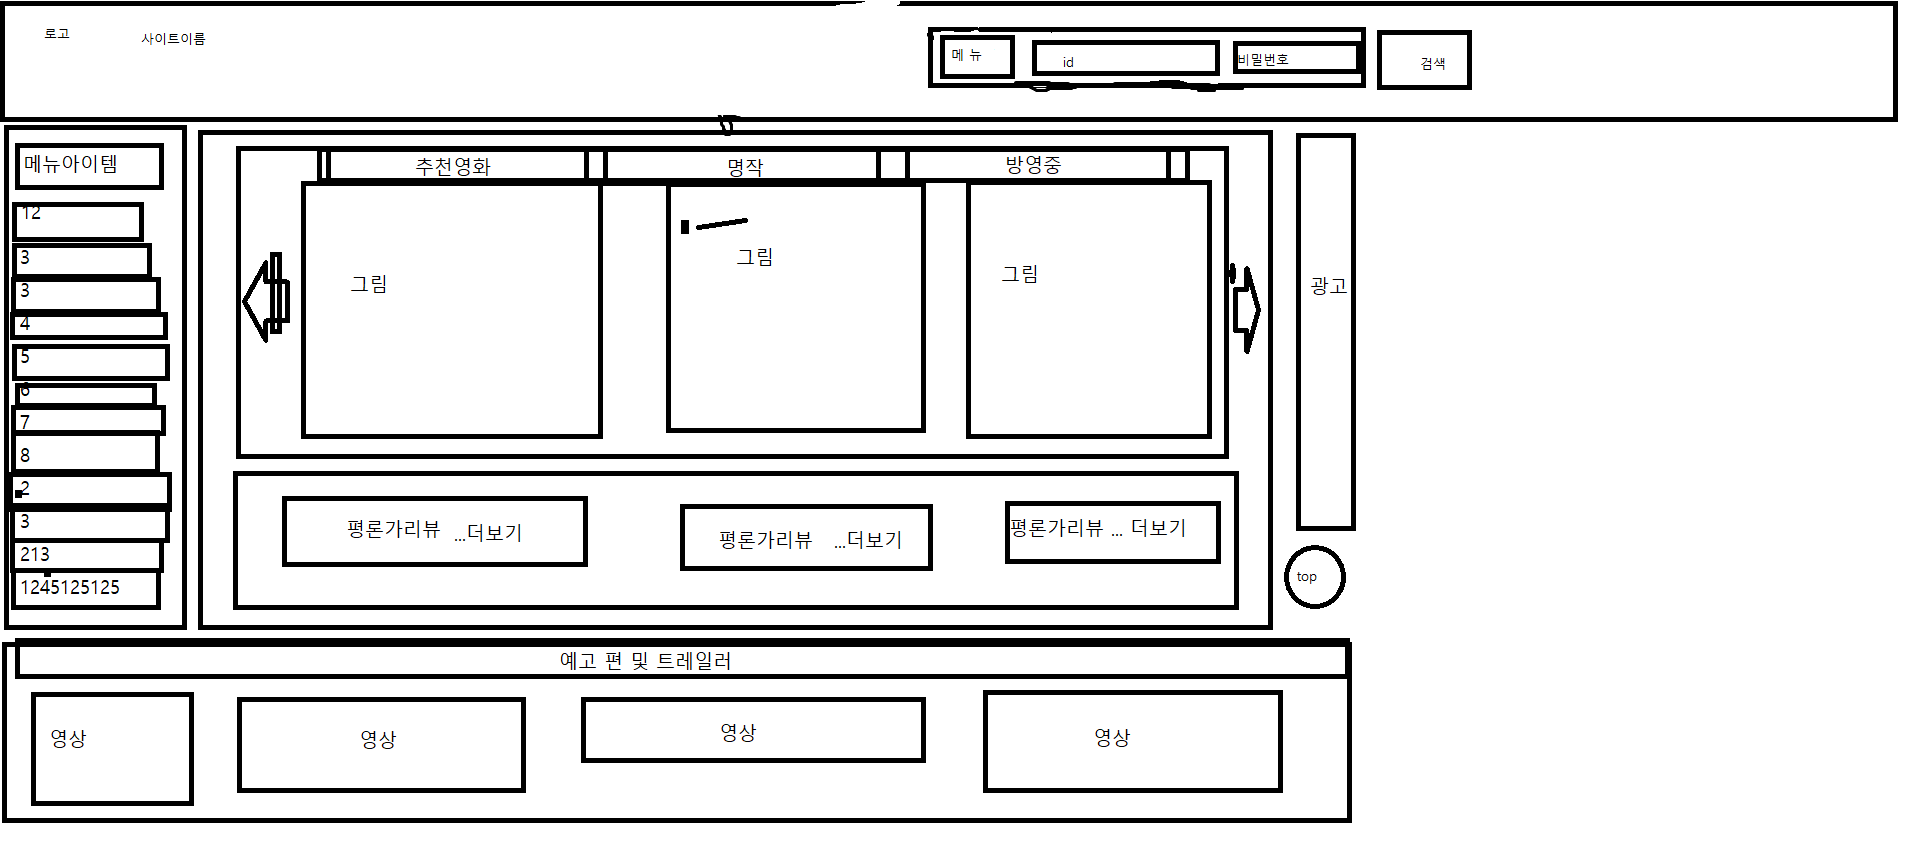 로고
사이트이름
메 뉴
id
비밀번호
검색
메뉴아이템
12
3
3
4
5
6
7
8
2
3
213
1245125125
추천영화
명작
방영중
그림
그림
그림
광고
평론가리뷰 ...더보기
평론가리뷰 ...더보기
평론가리뷰 ... 더보기
top
예고 편 및 트레일러
영상
영상
영상
영상